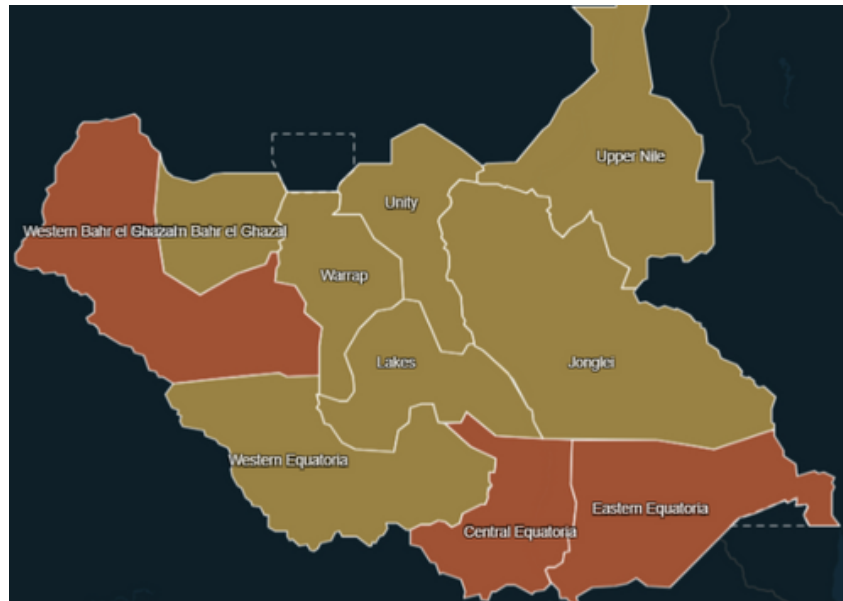 Upper Nile
Unity
Western Bahr el Ghazal
n Bahr el Ghazal
Warrap
Lakes
Jonglei
Western Equatoria
Eastern Equatoria
Central Equatoria